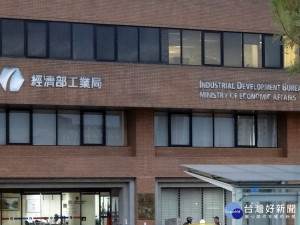 經濟部工業局
INDUSTRIAL DEVELOPMENT BUREAU
MINISTRY OF ECONOMIC AFFAIRS
台灣好新聞